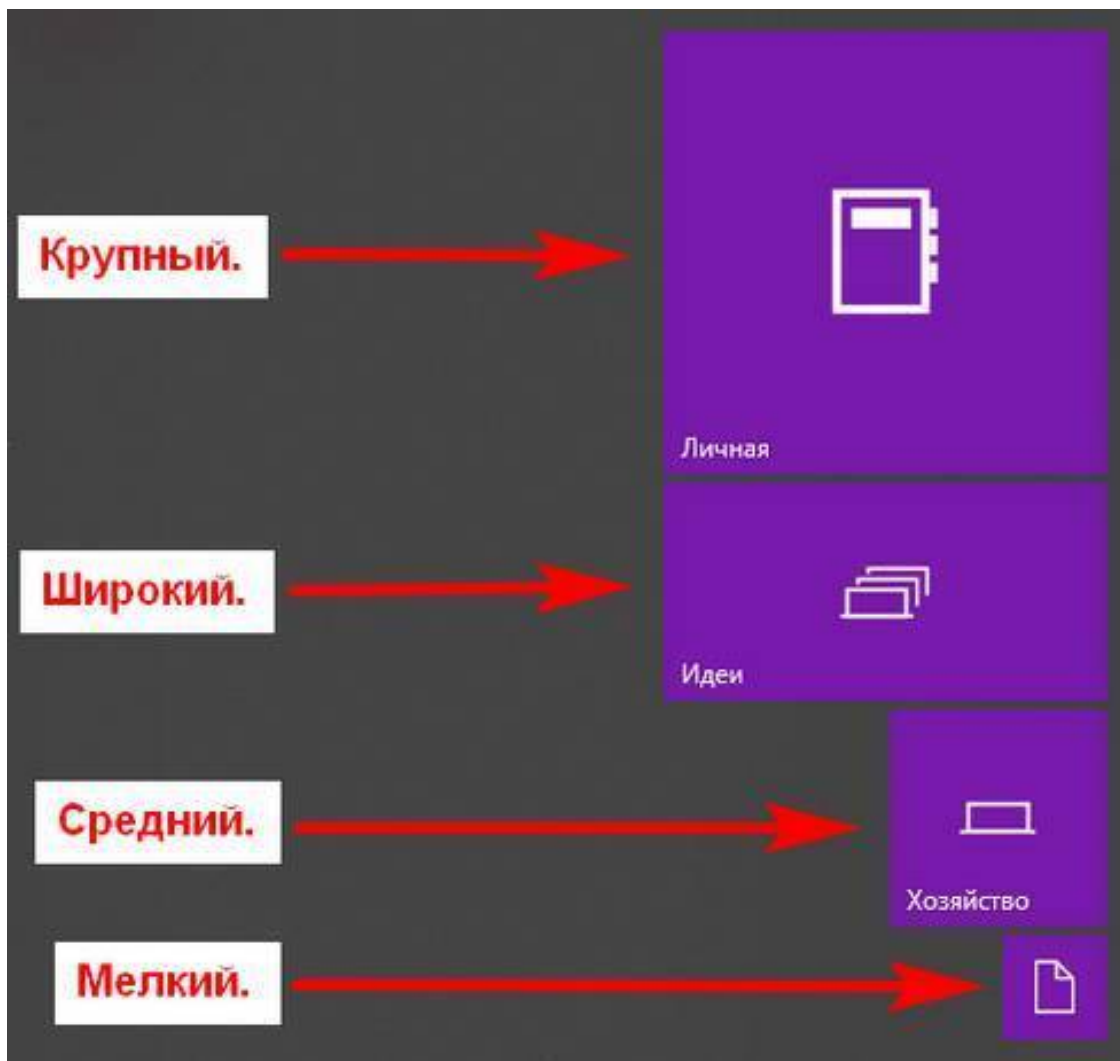 Крупный.
Личная
Широкий.
Идеи
Средний.
Хозяйство
Мелкий.